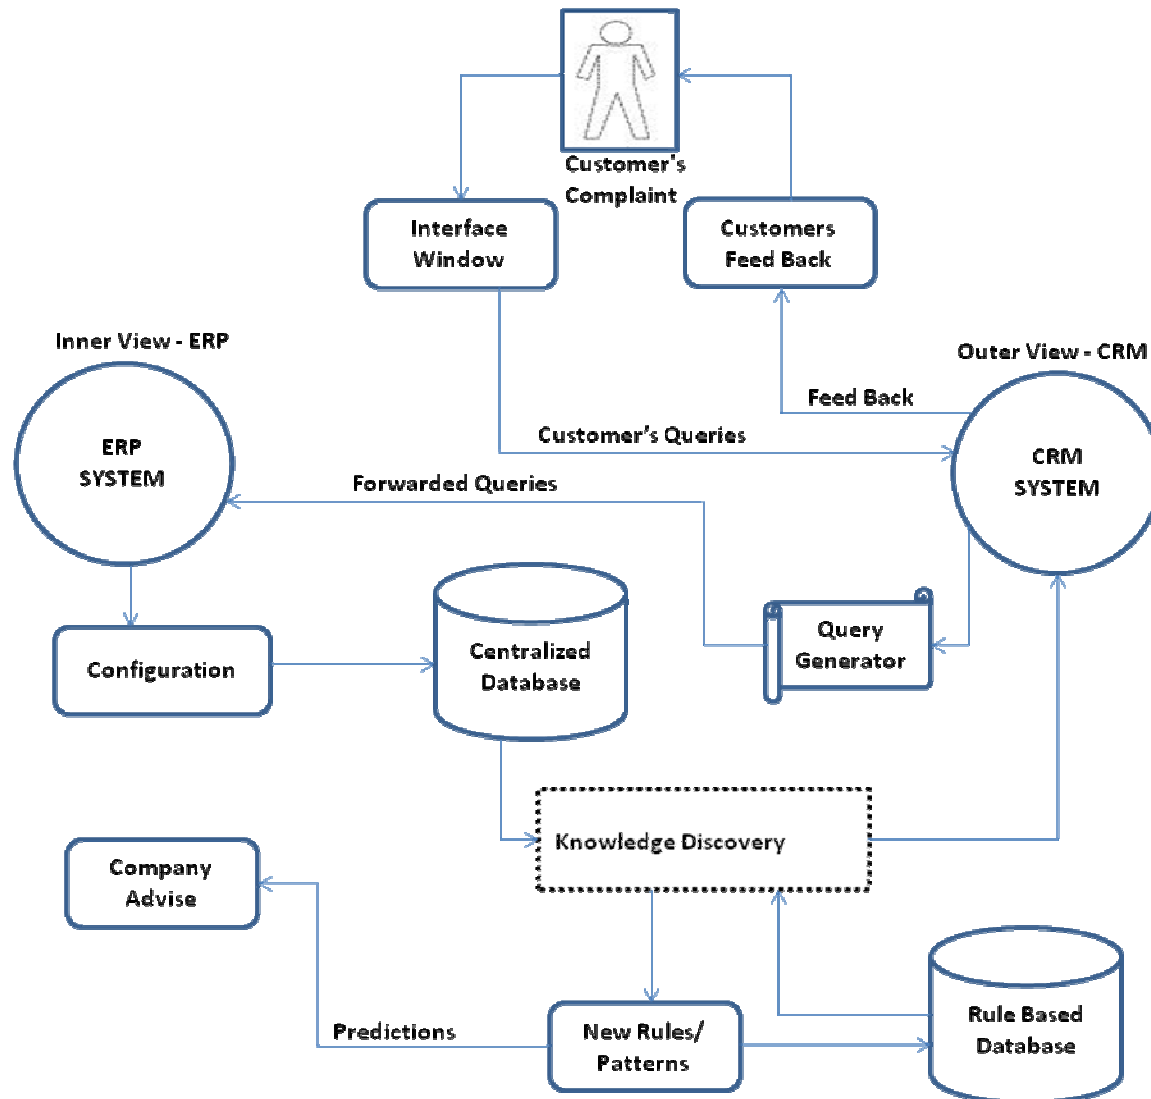 Customer's
Complaint
Interface
Window
Customers
Feed Back
Inner View - ERP
Outer View - CRM
Feed Back
ERP
SYSTEM
Customer's Queries
CRM
SYSTEM
Forwarded Queries
Configuration
Centralized
Database
Query
Generator
Knowledge Discovery
Company
Advise
Predictions
New Rules/
Patterns
Rule Based
Database